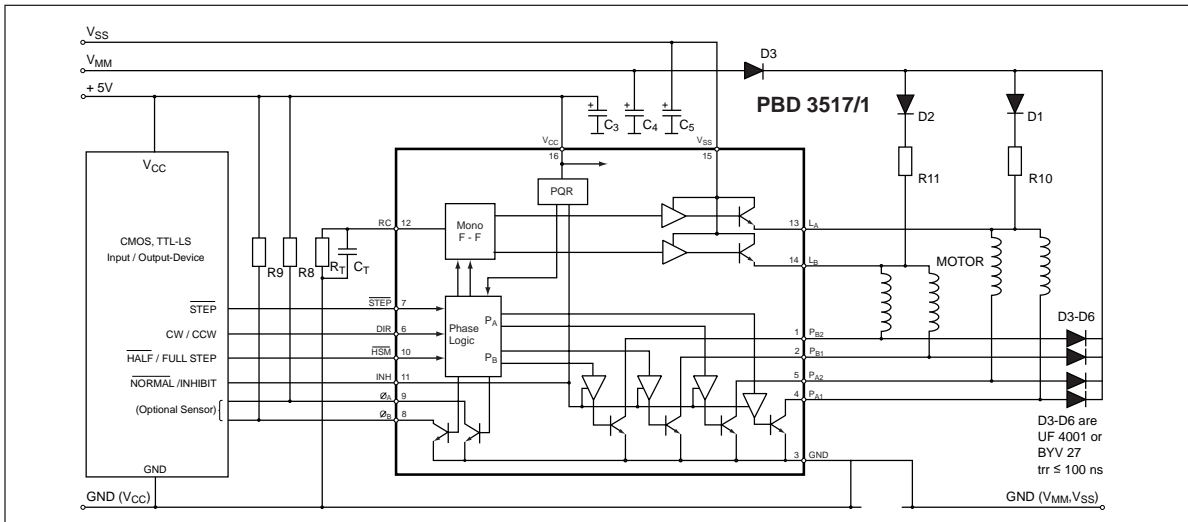 VSS
VMM
+ 5V
D3
PBD 3517/1
D2
D1
R11
R10
+
C3
+
C4
+
C5
VCC
16
VSS
15
VCC
CMOS, TTL-LS
Input / Output-Device
R9
R8
RT
CT
RC
12
PQR
Mono
F - F
13
LA
14
LB
MOTOR
STEP
STEP
7
CW / CCW
DIR
6
HALF / FULL STEP
HSM
10
NORMAL /INHIBIT
INH
11
(Optional Sensor)
ØA
9
ØB
8
Phase
Logic
PA
PB
1
PB2
2
PB1
5
PA2
4
PA1
3
GND
D3-D6
D3-D6 are
UF 4001 or
BYV 27
trr ≤ 100 ns
GND
GND (VCC)
GND (VMM,VSS)